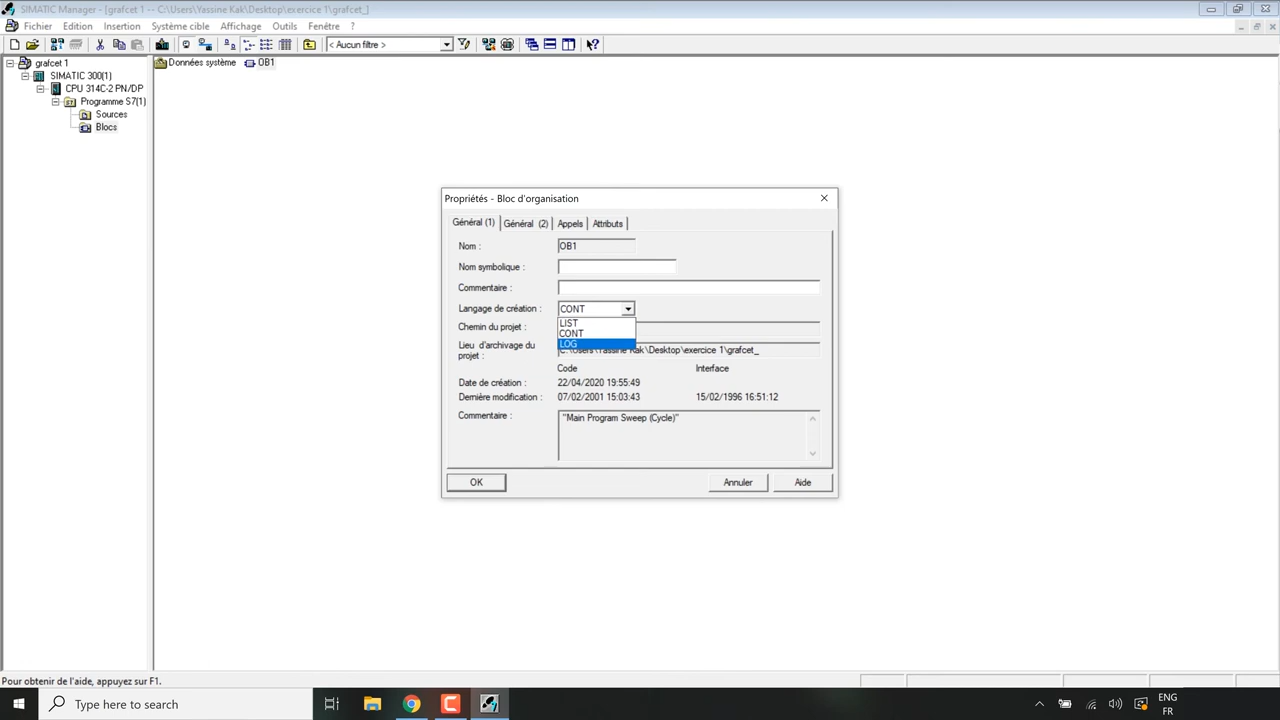 SIMATIC Manager - [grafcet 1 -- C:\Users\Yassine Kak\Desktop\exercice 1\grafcet_]
Fichier Edition Insertion Système cible Affichage Outils Fenêtre ?
< Aucun filtre >
grafcet 1
SIMATIC 300(1)
CPU 314C-2 PN/DP
Programme S7(1)
Sources
Blocs
Données système OB1
Propriétés - Bloc d'organisation
Général (1) Général (2) Appels Attributs
Nom : OB1
Nom symbolique :
Commentaire :
Langage de création : CONT
LIST
CONT
LOG
Chemin du projet :
Lieu d'archivage du projet : C:\Users\Yassine Kak\Desktop\exercice 1\grafcet_
Code Interface
Date de création : 22/04/2020 19:55:49
Dernière modification : 07/02/2001 15:03:43 15/02/1996 16:51:12
Commentaire : "Main Program Sweep (Cycle)"
OK Annuler Aide
Pour obtenir de l'aide, appuyez sur F1.
Type here to search
ENG
FR